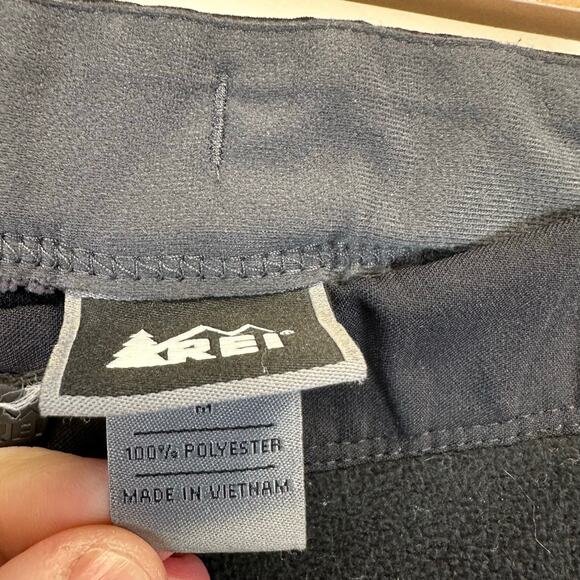 REI
M
100% POLYESTER
MADE IN VIETNAM